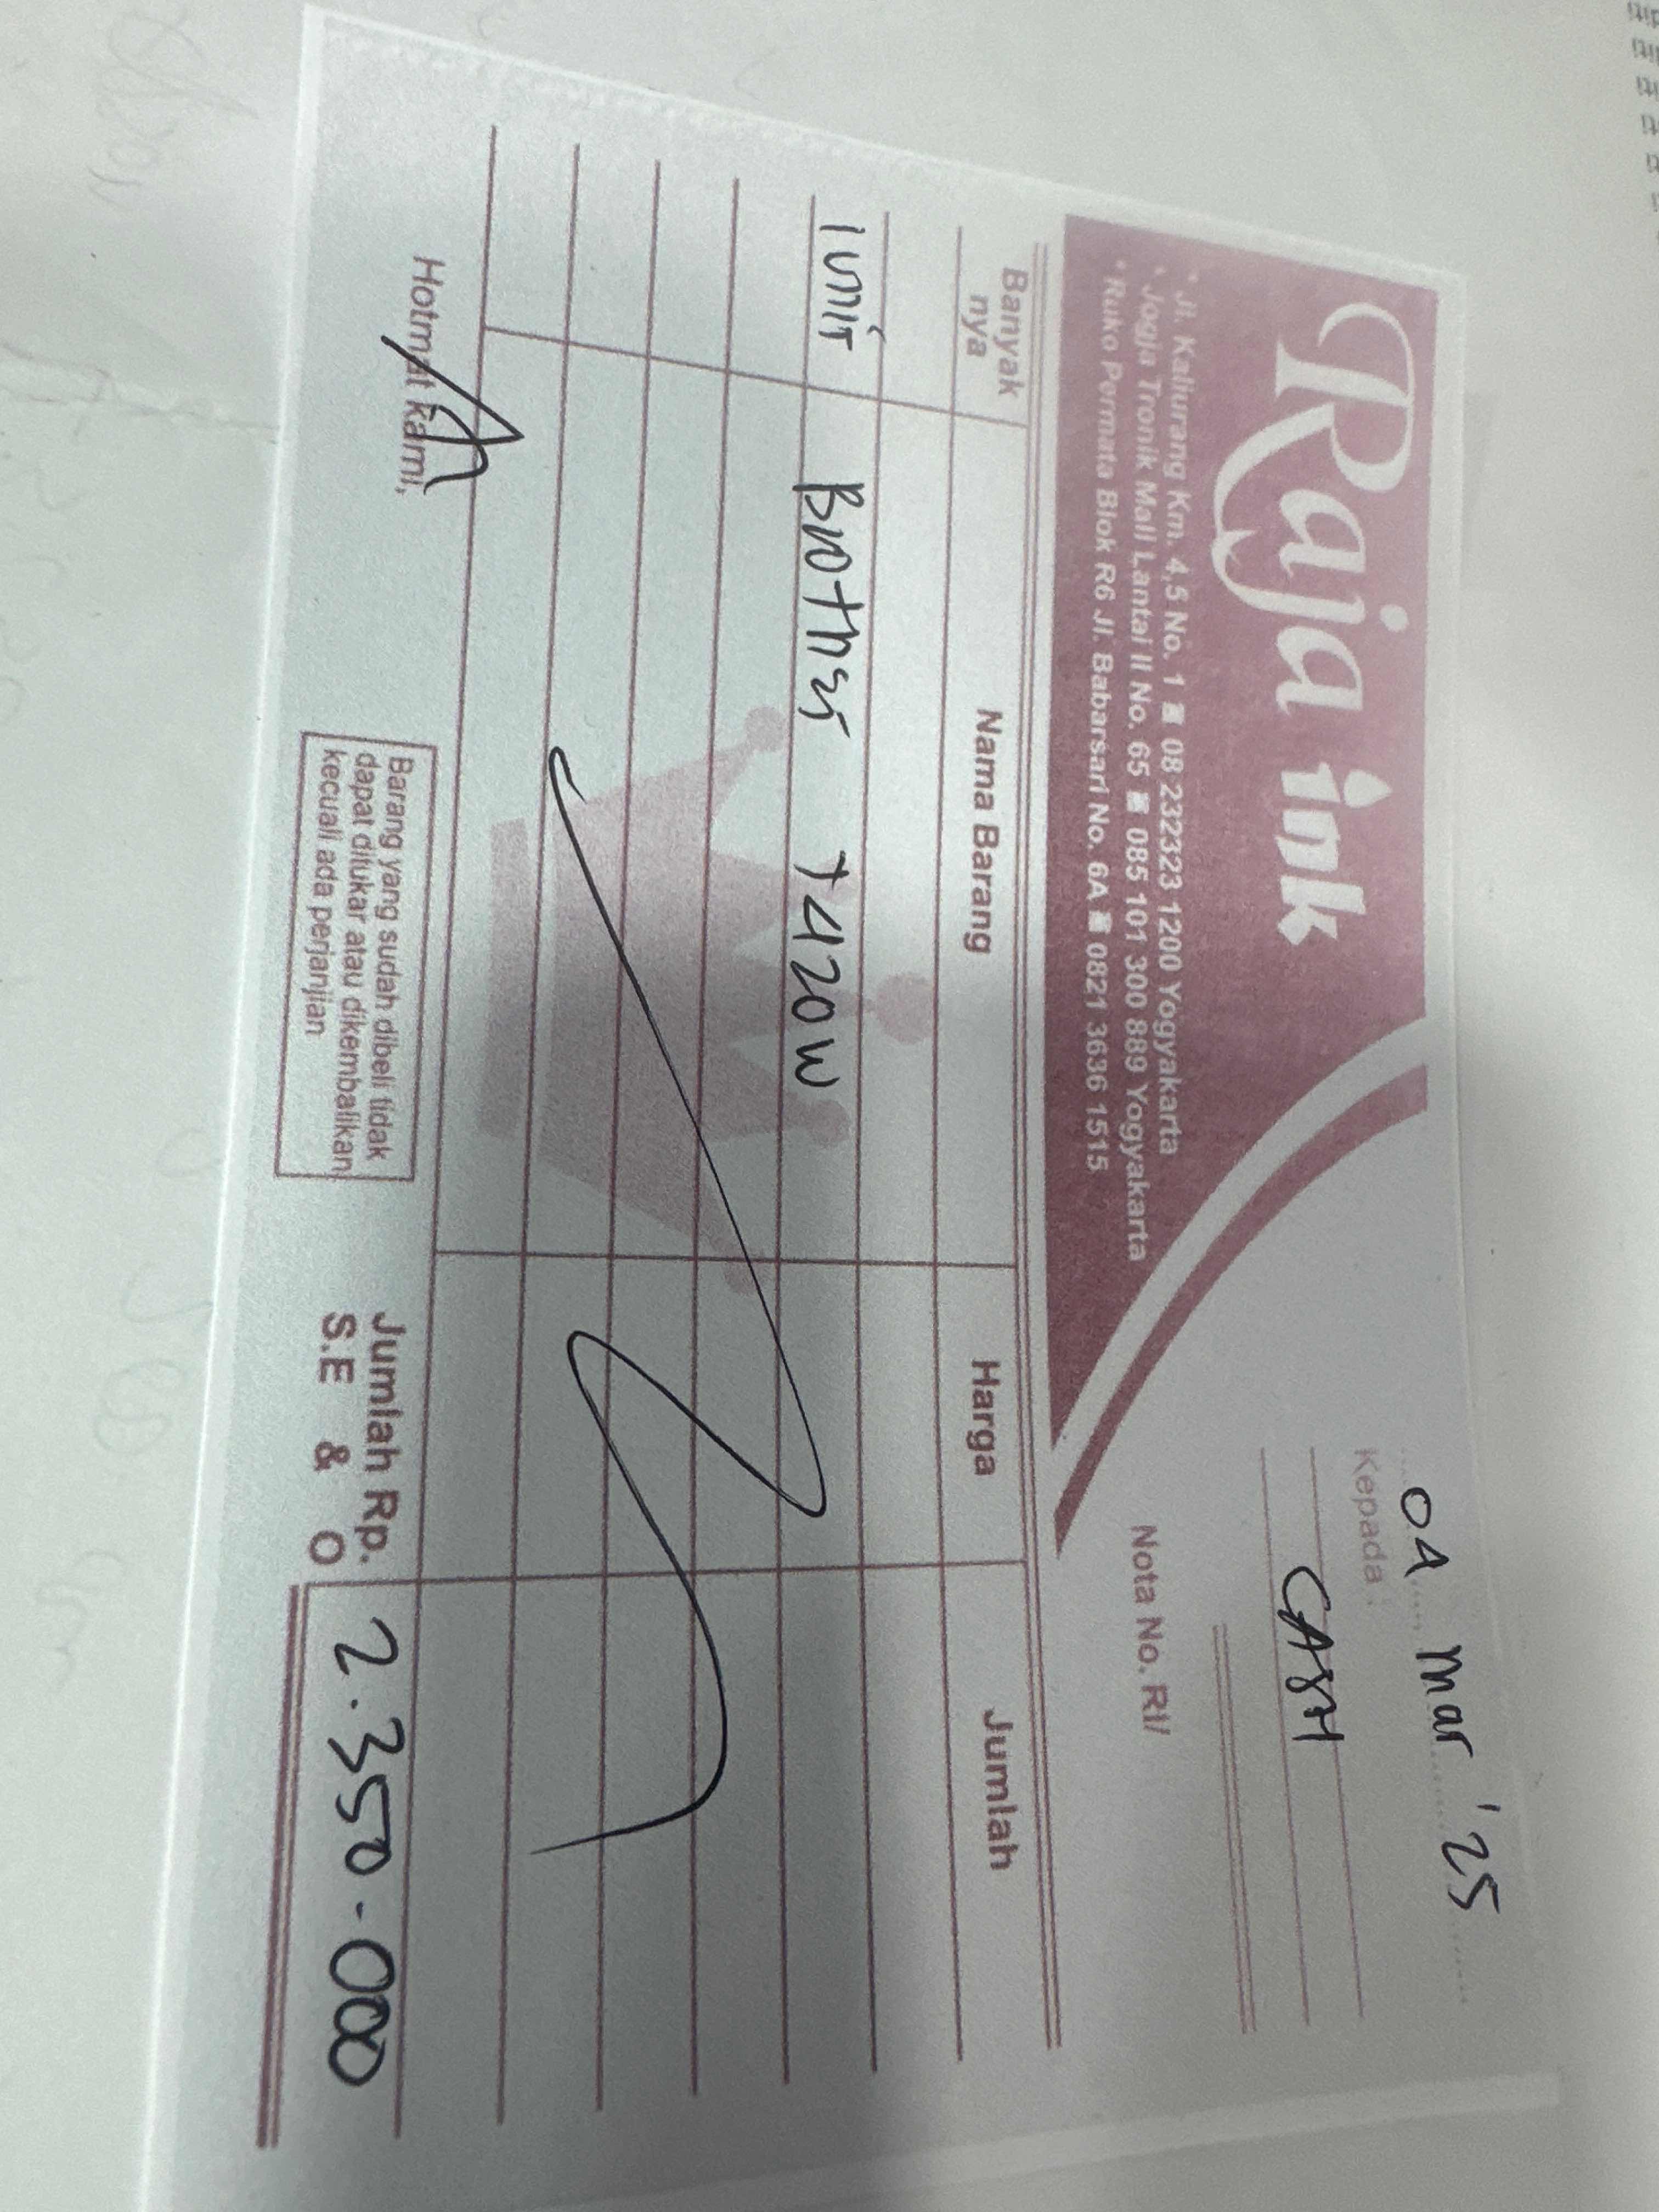 Raja ink
• Jl. Kaliurang Km. 4,5 No. 1 08 232323 1200 Yogyakarta
• Jogja Tronik Mall Lantai II No. 65 085 101 300 889 Yogyakarta
• Ruko Permata Blok R6 Jl. Babarsari No. 6A 0821 3636 1515
04 Mar '25
Kepada :
CASH
Nota No. RI/
Banyak nya Nama Barang Harga Jumlah
1 unit Brother T420W
Hotmat kami,
Barang yang sudah dibeli tidak
dapat ditukar atau dikembalikan
kecuali ada perjanjian
Jumlah Rp. 2.350.000
S.E & O